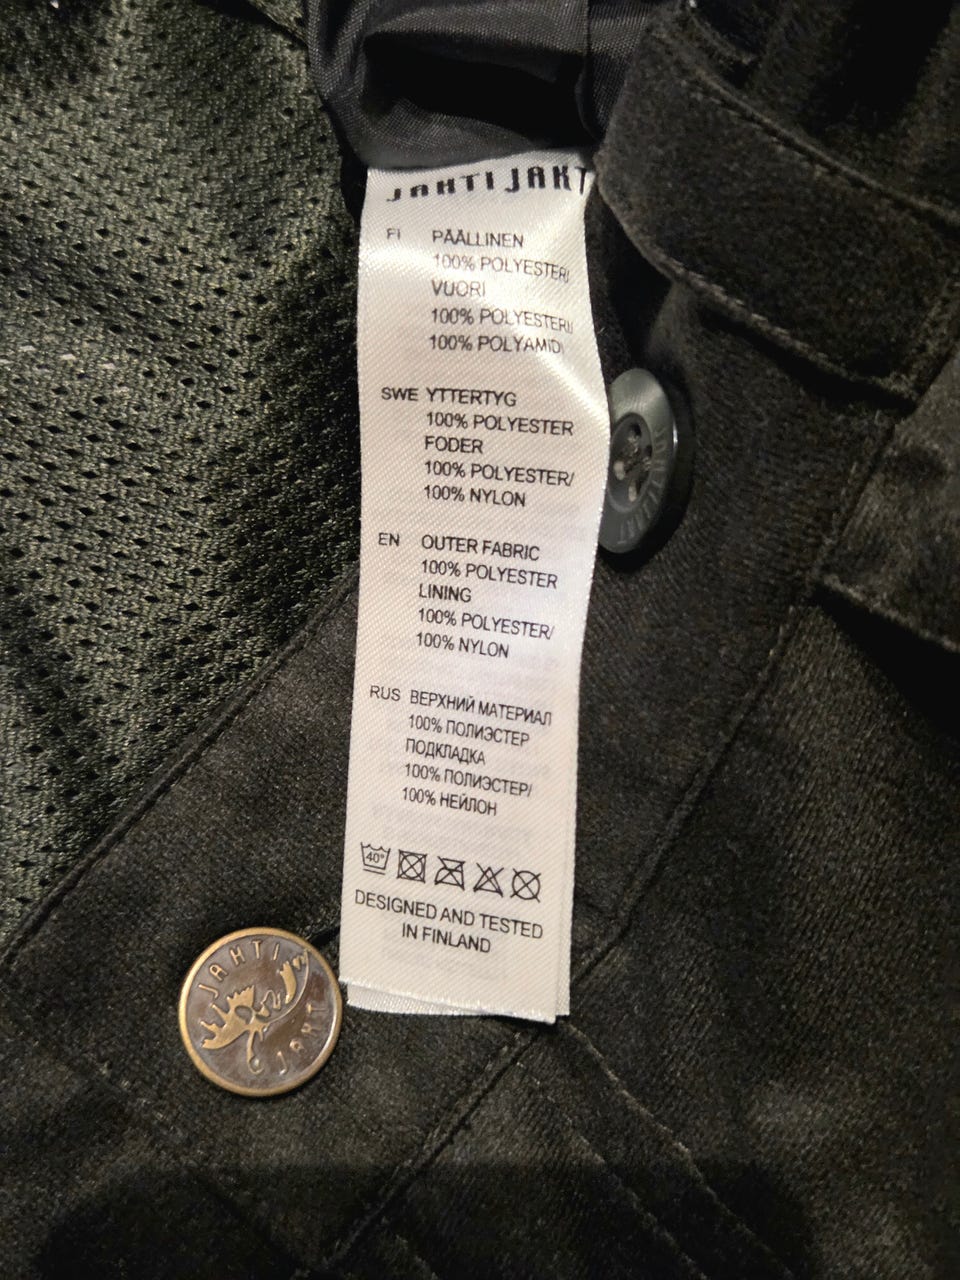 JAHTI JAKT
FI PÄÄLLINEN
100% POLYESTERI
VUORI
100% POLYESTERI/
100% POLYAMIDI
SWE YTTERTYG
100% POLYESTER
FODER
100% POLYESTER/
100% NYLON
EN OUTER FABRIC
100% POLYESTER
LINING
100% POLYESTER/
100% NYLON
RUS ВЕРХНИЙ МАТЕРИАЛ
100% ПОЛИЭСТЕР
ПОДКЛАДКА
100% ПОЛИЭСТЕР/
100% НЕЙЛОН
40°
DESIGNED AND TESTED
IN FINLAND
JAHTI
JAKT